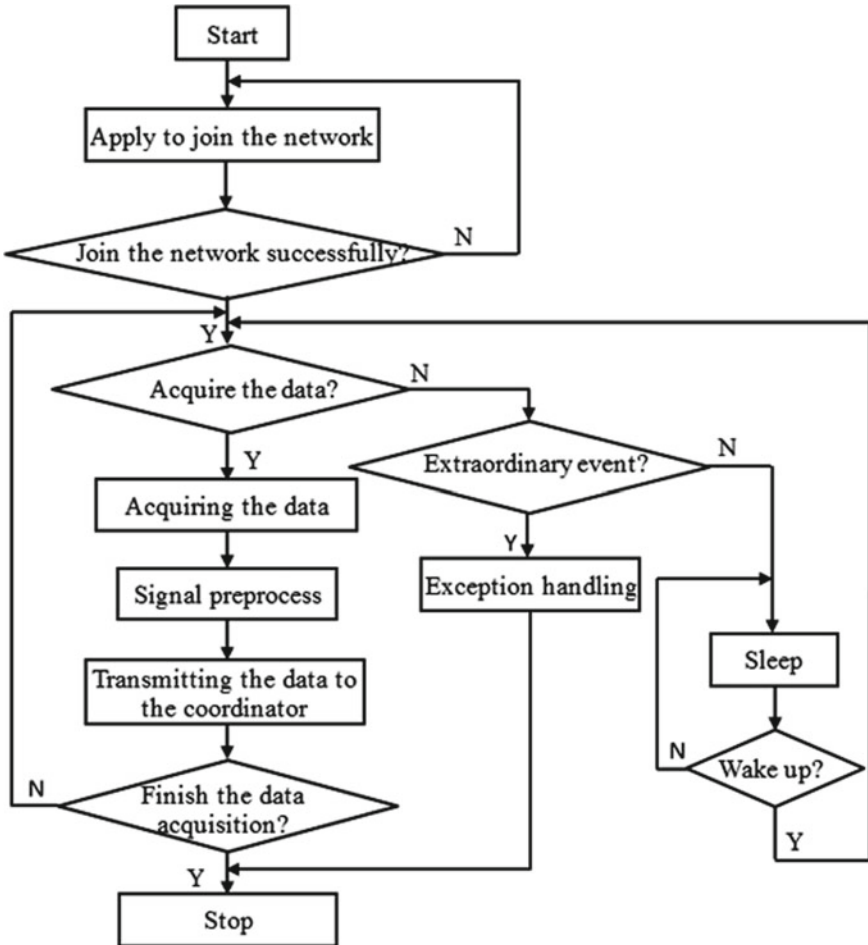 Start
Apply to join the network
Join the network successfully?
N
Y
Acquire the data?
N
Y
Extraordinary event?
N
Y
Acquiring the data
Exception handling
Signal preprocess
Sleep
Transmitting the data to
the coordinator
Wake up?
N
Y
Finish the data
acquisition?
N
Y
Stop